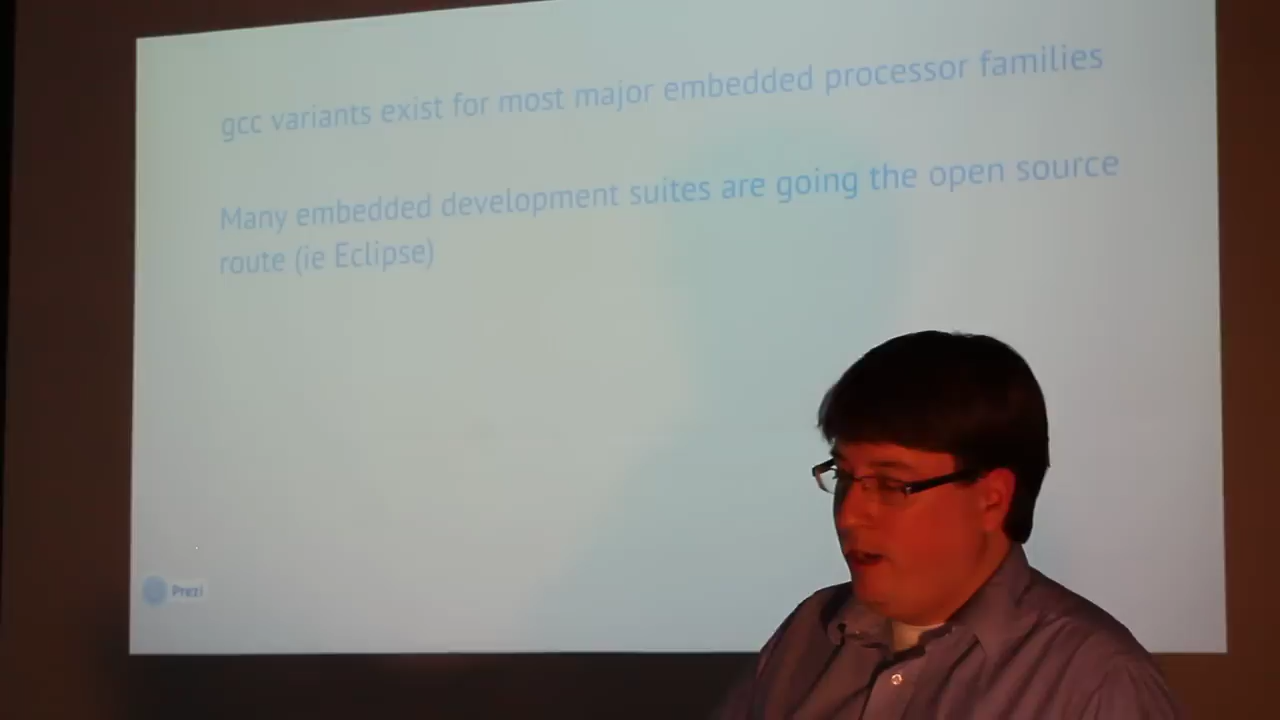 gcc variants exist for most major embedded processor families
Many embedded development suites are going the open source
route (ie Eclipse)
Prezi